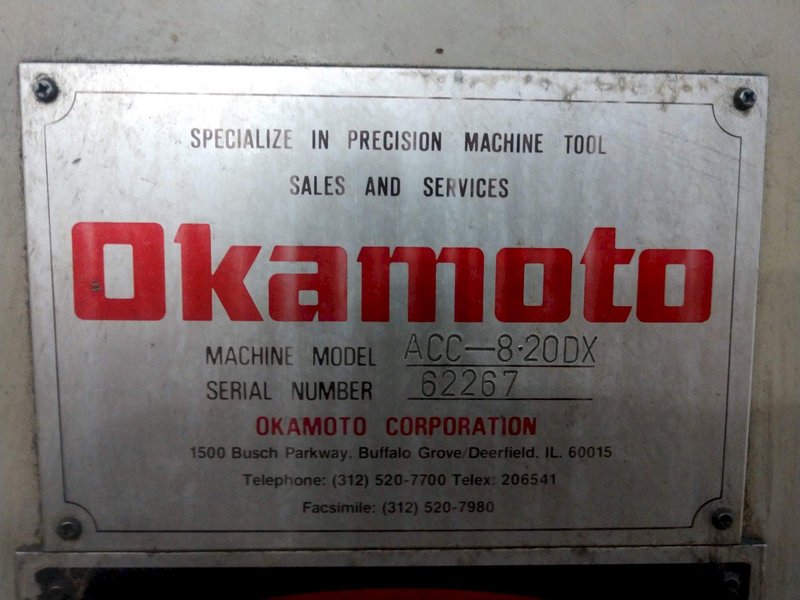 SPECIALIZE IN PRECISION MACHINE TOOL
SALES AND SERVICES
Okamoto
MACHINE MODEL ACC-8·20DX
SERIAL NUMBER 62267
OKAMOTO CORPORATION
1500 Busch Parkway. Buffalo Grove/Deerfield, IL. 60015
Telephone: (312) 520-7700 Telex: 206541
Facsimile: (312) 520-7980